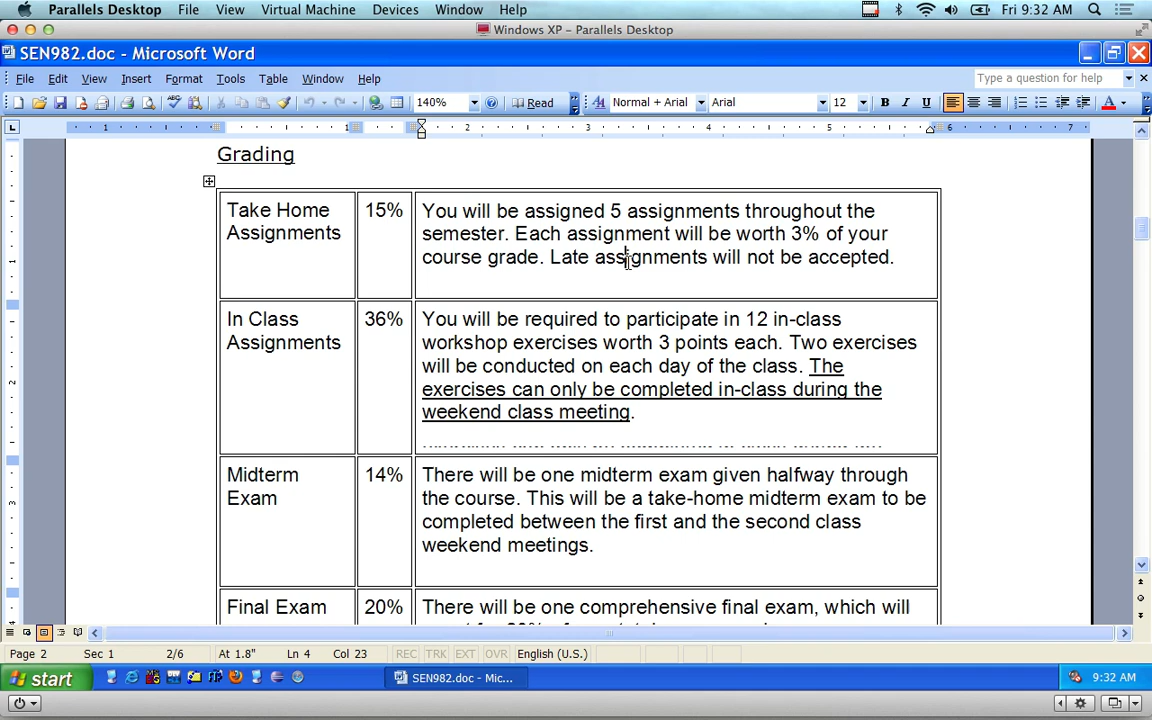 Parallels Desktop File View Virtual Machine Devices Window Help Fri 9:32 AM
Windows XP – Parallels Desktop
SEN982.doc - Microsoft Word
File Edit View Insert Format Tools Table Window Help Type a question for help
140% Read Normal + Arial Arial 12 B I U A
1 1 2 3 4 5 6 7
Grading
Take Home
Assignments
15%
You will be assigned 5 assignments throughout the
semester. Each assignment will be worth 3% of your
course grade. Late assignments will not be accepted.
In Class
Assignments
36%
You will be required to participate in 12 in-class
workshop exercises worth 3 points each. Two exercises
will be conducted on each day of the class. The
exercises can only be completed in-class during the
weekend class meeting.
Midterm
Exam
14%
There will be one midterm exam given halfway through
the course. This will be a take-home midterm exam to be
completed between the first and the second class
weekend meetings.
Final Exam
20%
There will be one comprehensive final exam, which will
Page 2 Sec 1 2/6 At 1.8" Ln 4 Col 23 REC TRK EXT OVR English (U.S.)
start SEN982.doc - Mic... 9:32 AM